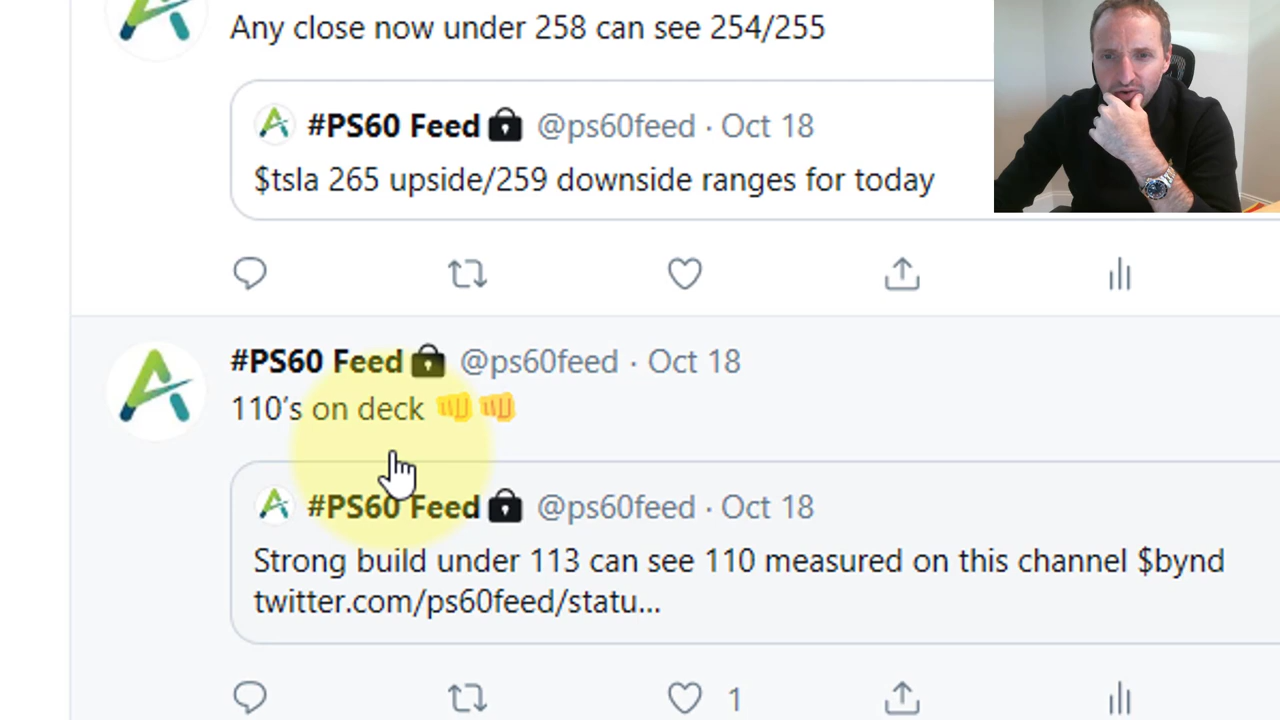 Any close now under 258 can see 254/255
#PS60 Feed @ps60feed · Oct 18
$tsla 265 upside/259 downside ranges for today
#PS60 Feed @ps60feed · Oct 18
110's on deck 👊👊
#PS60 Feed @ps60feed · Oct 18
Strong build under 113 can see 110 measured on this channel $bynd
twitter.com/ps60feed/statu...
1